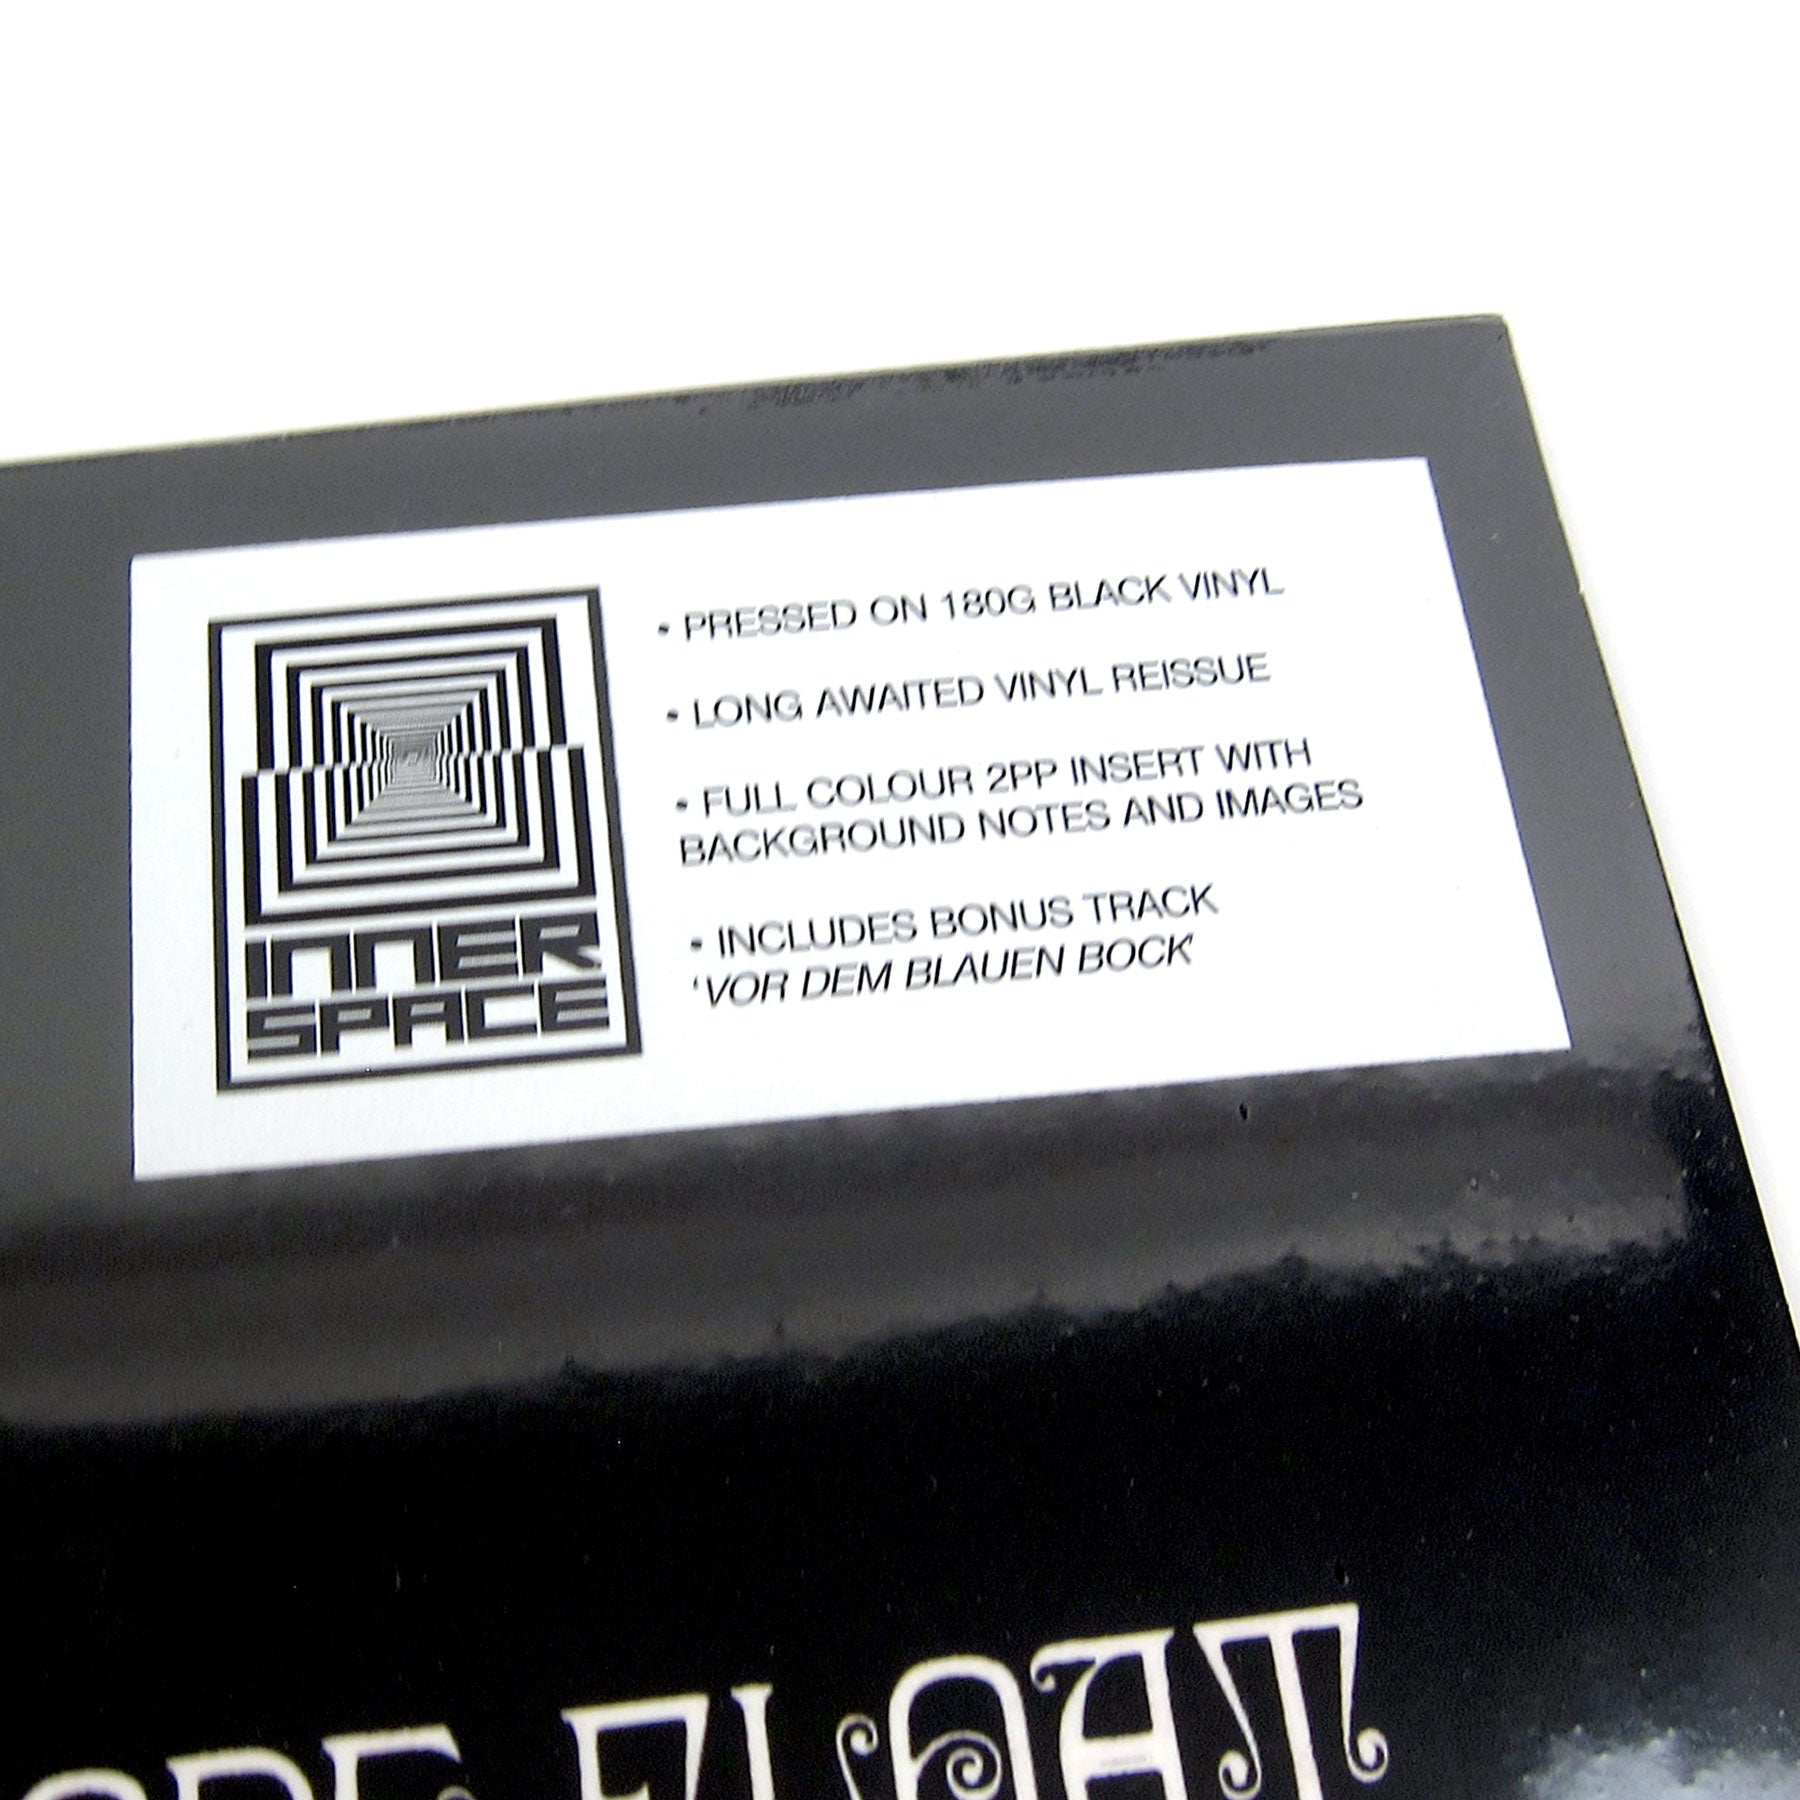 INNER
SPACE
• PRESSED ON 180G BLACK VINYL
• LONG AWAITED VINYL REISSUE
• FULL COLOUR 2PP INSERT WITH
BACKGROUND NOTES AND IMAGES
• INCLUDES BONUS TRACK
'VOR DEM BLAUEN BOCK'
FLOAT